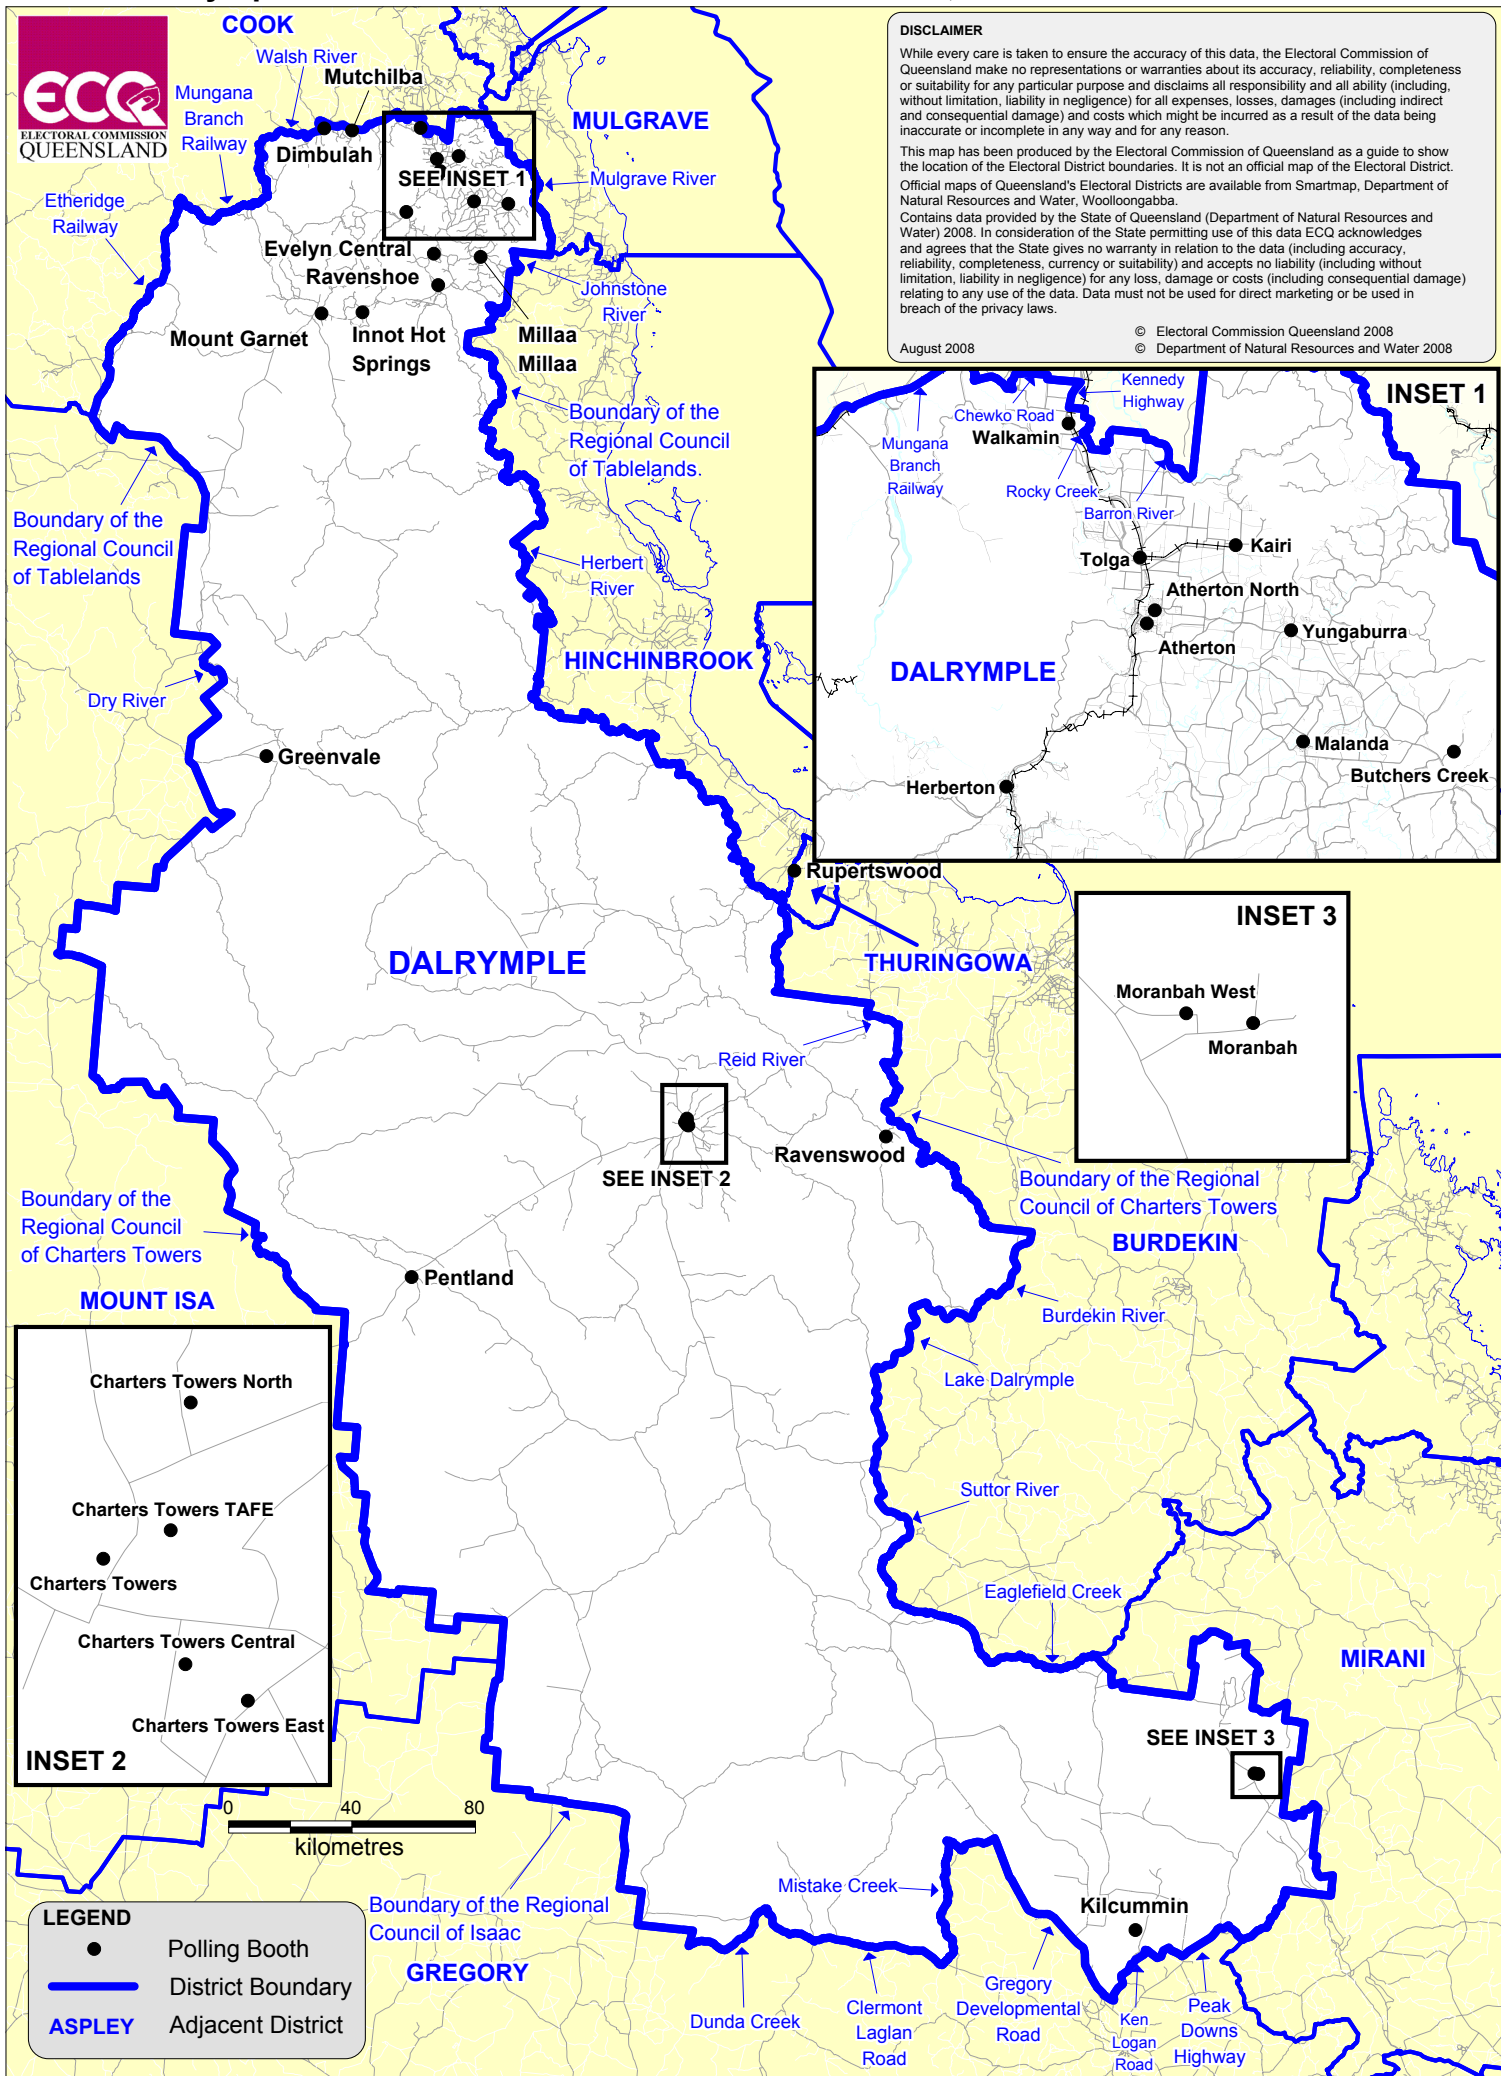 COOK
Walsh River
Mutchilba
Mungana
Branch
Railway
ECQ
ELECTORAL COMMISSION
QUEENSLAND
Dimbulah
MULGRAVE
SEE INSET 1
Mulgrave River
Etheridge
Railway
Evelyn Central
Ravenshoe
Johnstone
River
Mount Garnet
Innot Hot
Springs
Millaa
Millaa
Boundary of the
Regional Council
of Tablelands.
Boundary of the
Regional Council
of Tablelands
Herbert
River
HINCHINBROOK
Dry River
Greenvale
Rupertswood
DALRYMPLE
THURINGOWA
Reid River
SEE INSET 2
Ravenswood
Boundary of the Regional
Council of Charters Towers
BURDEKIN
Boundary of the
Regional Council
of Charters Towers
MOUNT ISA
Pentland
Burdekin River
Lake Dalrymple
Suttor River
Eaglefield Creek
MIRANI
SEE INSET 3
Mistake Creek
Kilcummin
Boundary of the Regional
Council of Isaac
GREGORY
Dunda Creek
Clermont
Laglan
Road
Gregory
Developmental
Road
Ken
Logan
Road
Peak
Downs
Highway
DISCLAIMER
While every care is taken to ensure the accuracy of this data, the Electoral Commission of
Queensland make no representations or warranties about its accuracy, reliability, completeness
or suitability for any particular purpose and disclaims all responsibility and all ability (including,
without limitation, liability in negligence) for all expenses, losses, damages (including indirect
and consequential damage) and costs which might be incurred as a result of the data being
inaccurate or incomplete in any way and for any reason.
This map has been produced by the Electoral Commission of Queensland as a guide to show
the location of the Electoral District boundaries. It is not an official map of the Electoral District.
Official maps of Queensland's Electoral Districts are available from Smartmap, Department of
Natural Resources and Water, Woolloongabba.
Contains data provided by the State of Queensland (Department of Natural Resources and
Water) 2008. In consideration of the State permitting use of this data ECQ acknowledges
and agrees that the State gives no warranty in relation to the data (including accuracy,
reliability, completeness, currency or suitability) and accepts no liability (including without
limitation, liability in negligence) for any loss, damage or costs (including consequential damage)
relating to any use of the data. Data must not be used for direct marketing or be used in
breach of the privacy laws.
© Electoral Commission Queensland 2008
August 2008 © Department of Natural Resources and Water 2008
INSET 1
Kennedy
Highway
Chewko Road
Walkamin
Mungana
Branch
Railway
Rocky Creek
Barron River
Tolga
Kairi
Atherton North
Yungaburra
Atherton
DALRYMPLE
Malanda
Butchers Creek
Herberton
INSET 3
Moranbah West
Moranbah
Charters Towers North
Charters Towers TAFE
Charters Towers
Charters Towers Central
Charters Towers East
INSET 2
0 40 80
kilometres
LEGEND
Polling Booth
District Boundary
ASPLEY Adjacent District